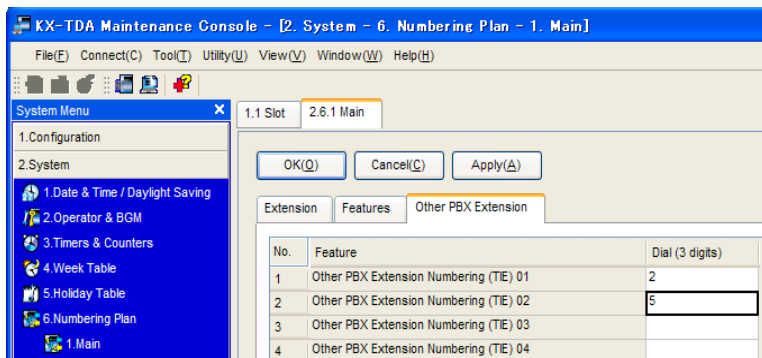 KX-TDA Maintenance Console - [2. System - 6. Numbering Plan - 1. Main]
File(F) Connect(C) Tool(T) Utility(U) View(V) Window(W) Help(H)
System Menu X
1.1 Slot 2.6.1 Main
1.Configuration
2.System
OK(O) Cancel(C) Apply(A)
1.Date & Time / Daylight Saving
2.Operator & BGM
3.Timers & Counters
4.Week Table
5.Holiday Table
6.Numbering Plan
1.Main
Extension Features Other PBX Extension
No. Feature Dial (3 digits)
1 Other PBX Extension Numbering (TIE) 01 2
2 Other PBX Extension Numbering (TIE) 02 5
3 Other PBX Extension Numbering (TIE) 03
4 Other PBX Extension Numbering (TIE) 04